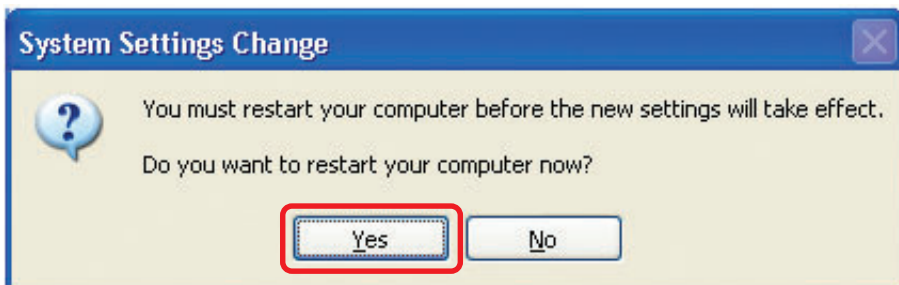 System Settings Change
You must restart your computer before the new settings will take effect.
Do you want to restart your computer now?
Yes No